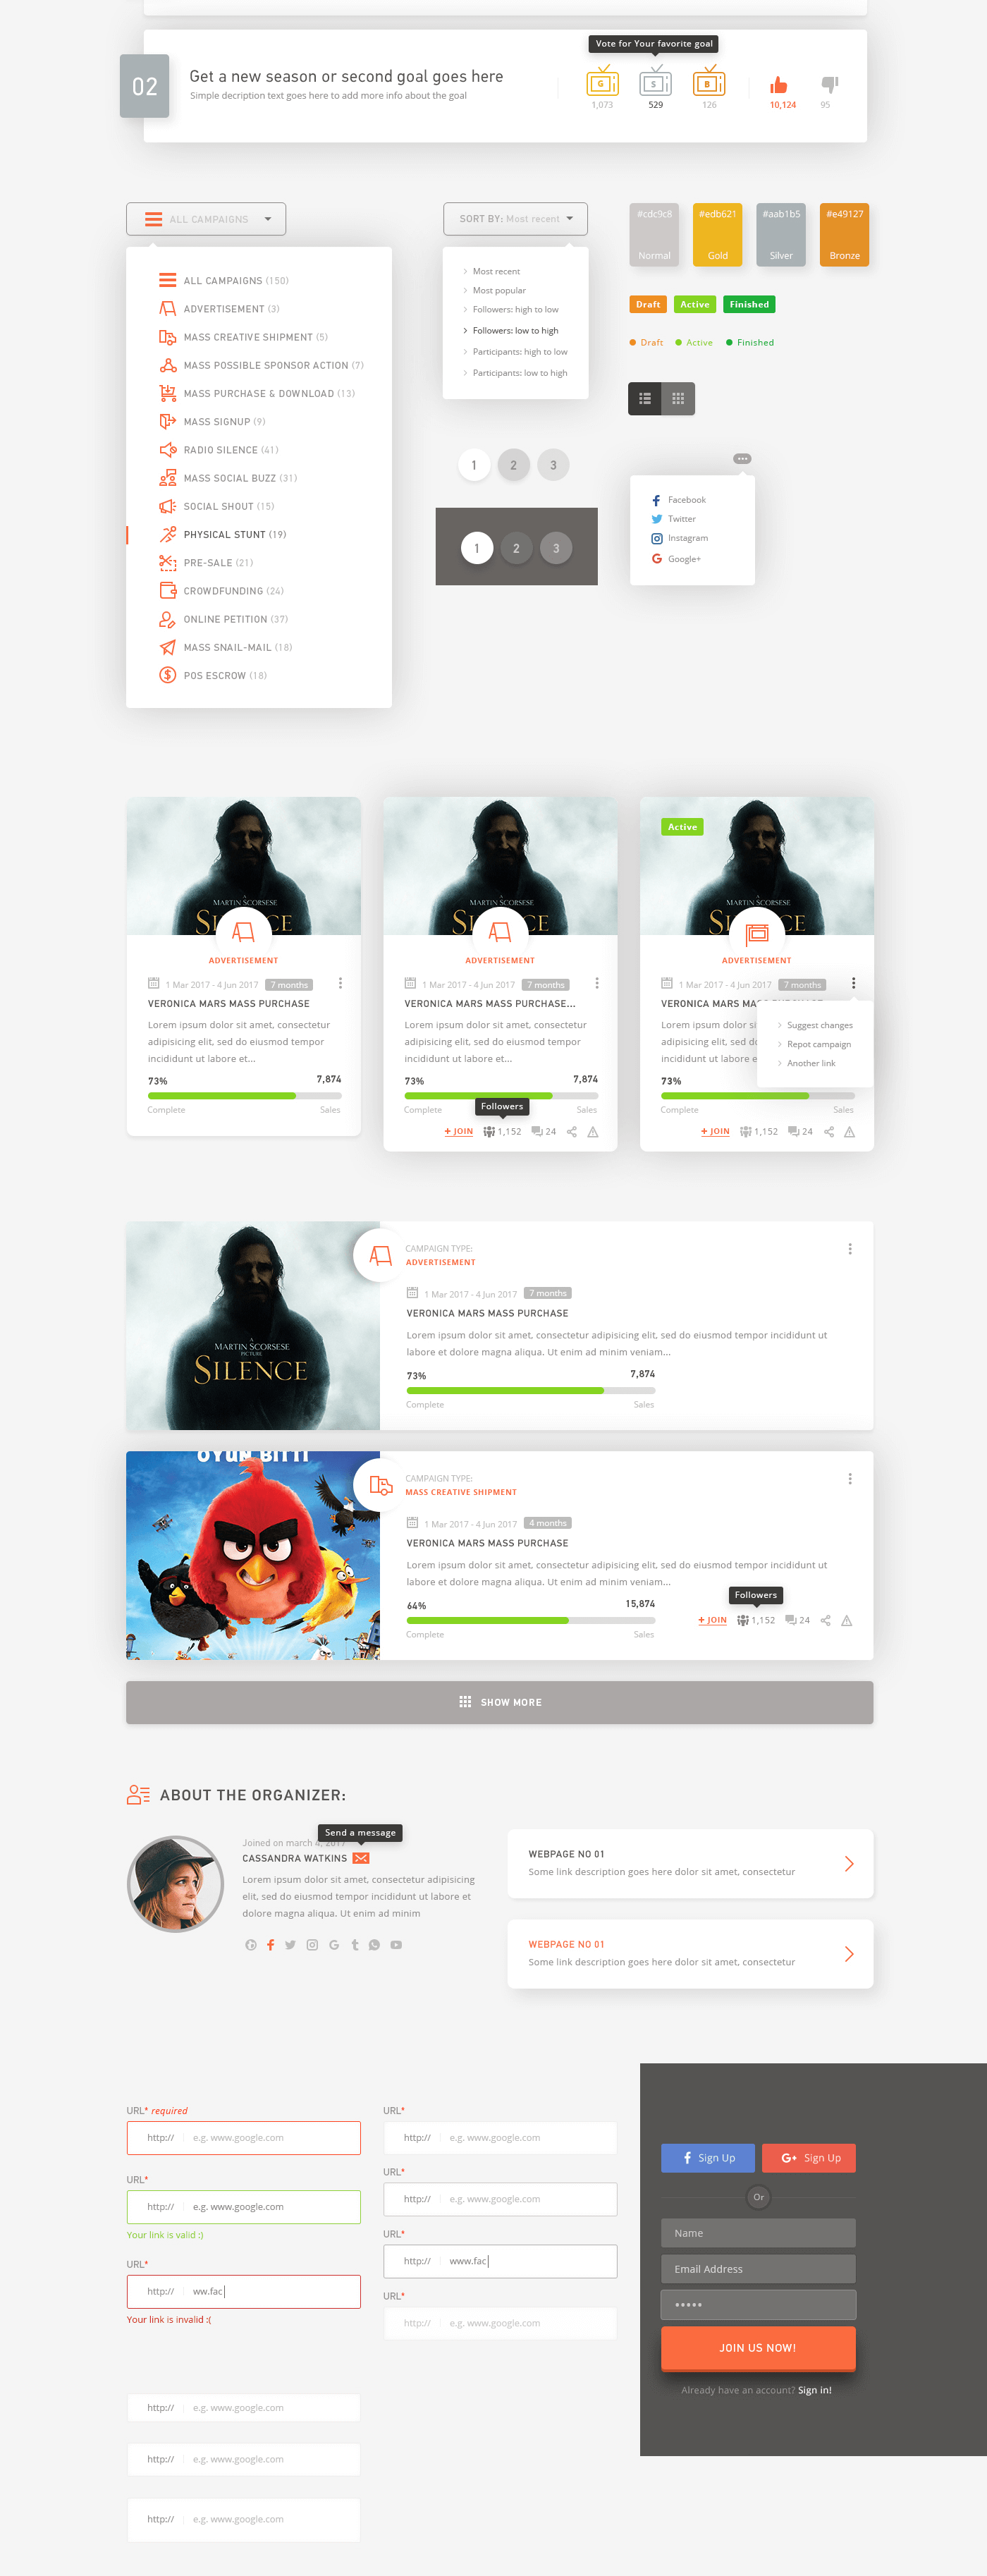 Vote for Your favorite goal
02
Get a new season or second goal goes here
Simple decription text goes here to add more info about the goal
G S B
1,073 529 126 10,124 95
ALL CAMPAIGNS
ALL CAMPAIGNS (150)
ADVERTISEMENT (3)
MASS CREATIVE SHIPMENT (5)
MASS POSSIBLE SPONSOR ACTION (7)
MASS PURCHASE & DOWNLOAD (13)
MASS SIGNUP (9)
RADIO SILENCE (41)
MASS SOCIAL BUZZ (31)
SOCIAL SHOUT (15)
PHYSICAL STUNT (19)
PRE-SALE (21)
CROWDFUNDING (24)
ONLINE PETITION (37)
MASS SNAIL-MAIL (18)
POS ESCROW (18)
SORT BY: Most recent
Most recent
Most popular
Followers: high to low
Followers: low to high
Participants: high to low
Participants: low to high
1 2 3
1 2 3
#cdc9c8 #edb621 #aab1b5 #e49127
Normal Gold Silver Bronze
Draft Active Finished
Draft Active Finished
Facebook
Twitter
Instagram
Google+
A
MARTIN SCORSESE
SILENCE
ADVERTISEMENT
1 Mar 2017 - 4 Jun 2017 7 months
VERONICA MARS MASS PURCHASE
Lorem ipsum dolor sit amet, consectetur
adipisicing elit, sed do eiusmod tempor
incididunt ut labore et...
73% 7,874
Complete Sales
A
MARTIN SCORSESE
SILENCE
ADVERTISEMENT
1 Mar 2017 - 4 Jun 2017 7 months
VERONICA MARS MASS PURCHASE...
Lorem ipsum dolor sit amet, consectetur
adipisicing elit, sed do eiusmod tempor
incididunt ut labore et...
73% 7,874
Complete Followers Sales
+ JOIN 1,152 24
Active
A
MARTIN SCORSESE
SILENCE
ADVERTISEMENT
1 Mar 2017 - 4 Jun 2017 7 months
VERONICA MARS
Lorem ipsum dolor
adipisicing elit, sed
incididunt ut labore
Suggest changes
Repot campaign
Another link
73%
Complete Sales
+ JOIN 1,152 24
A
MARTIN SCORSESE
PICTURE
SILENCE
CAMPAIGN TYPE:
ADVERTISEMENT
1 Mar 2017 - 4 Jun 2017 7 months
VERONICA MARS MASS PURCHASE
Lorem ipsum dolor sit amet, consectetur adipisicing elit, sed do eiusmod tempor incididunt ut
labore et dolore magna aliqua. Ut enim ad minim veniam...
73% 7,874
Complete Sales
OYUN BITTI
CAMPAIGN TYPE:
MASS CREATIVE SHIPMENT
1 Mar 2017 - 4 Jun 2017 4 months
VERONICA MARS MASS PURCHASE
Lorem ipsum dolor sit amet, consectetur adipisicing elit, sed do eiusmod tempor incididunt ut
labore et dolore magna aliqua. Ut enim ad minim veniam...
64% 15,874
Complete Sales
Followers
+ JOIN 1,152 24
SHOW MORE
ABOUT THE ORGANIZER:
Send a message
Joined on march 4, 2017
CASSANDRA WATKINS
Lorem ipsum dolor sit amet, consectetur adipisicing
elit, sed do eiusmod tempor incididunt ut labore et
dolore magna aliqua. Ut enim ad minim
WEBPAGE NO 01
Some link description goes here dolor sit amet, consectetur
WEBPAGE NO 01
Some link description goes here dolor sit amet, consectetur
URL* required
http:// e.g. www.google.com
URL*
http:// e.g. www.google.com
Your link is valid :)
URL*
http:// ww.fac
Your link is invalid :(
http:// e.g. www.google.com
http:// e.g. www.google.com
http:// e.g. www.google.com
URL*
http:// e.g. www.google.com
URL*
http:// e.g. www.google.com
URL*
http:// www.fac
URL*
http:// e.g. www.google.com
Sign Up Sign Up
Or
Name
Email Address
JOIN US NOW!
Already have an account? Sign in!